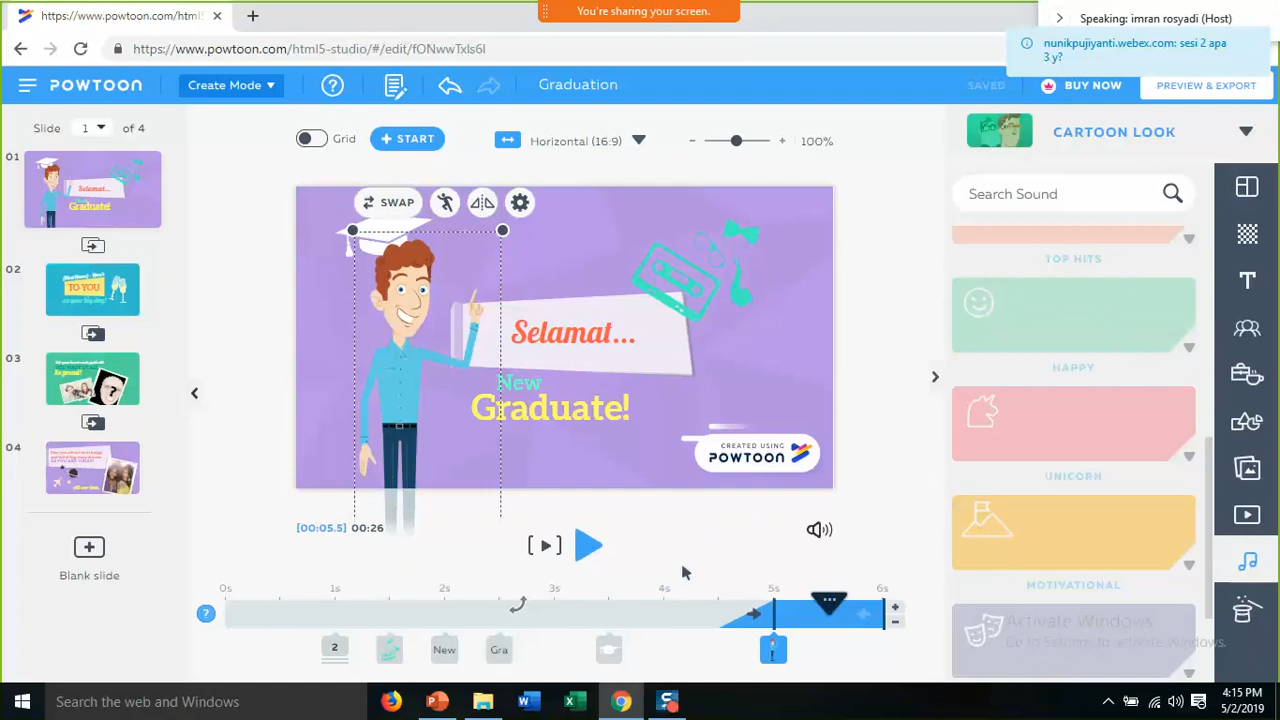 https://www.powtoon.com/html5
You're sharing your screen.
Speaking: imran rosyadi (Host)
https://www.powtoon.com/html5-studio/#/edit/fONwwTxls6l
nunikpujiyanti.webex.com: sesi 2 apa
3 y?
POWTOON
Create Mode
Graduation
SAVED
BUY NOW
PREVIEW & EXPORT
Slide
1
of 4
Grid
+ START
Horizontal (16:9)
100%
CARTOON LOOK
01
Selamat...
Graduate!
SWAP
Search Sound
TOP HITS
02
TO YOU
Selamat...
New
Graduate!
HAPPY
03
CREATED USING
POWTOON
UNICORN
04
[00:05.5] 00:26
MOTIVATIONAL
Blank slide
0s
1s
2s
3s
4s
5s
6s
?
2
New
Gra
Activate Windows
Go to Settings to activate Windows.
Search the web and Windows
4:15 PM
5/2/2019